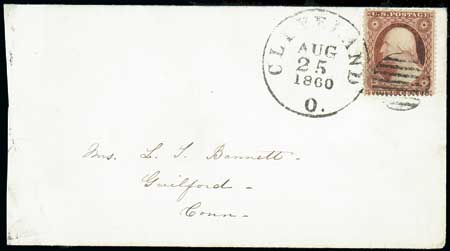 U.S. POSTAGE
CLEVELAND
AUG
25
1860
O.
Mrs. L. T. Bennett -
Guilford -
Conn -